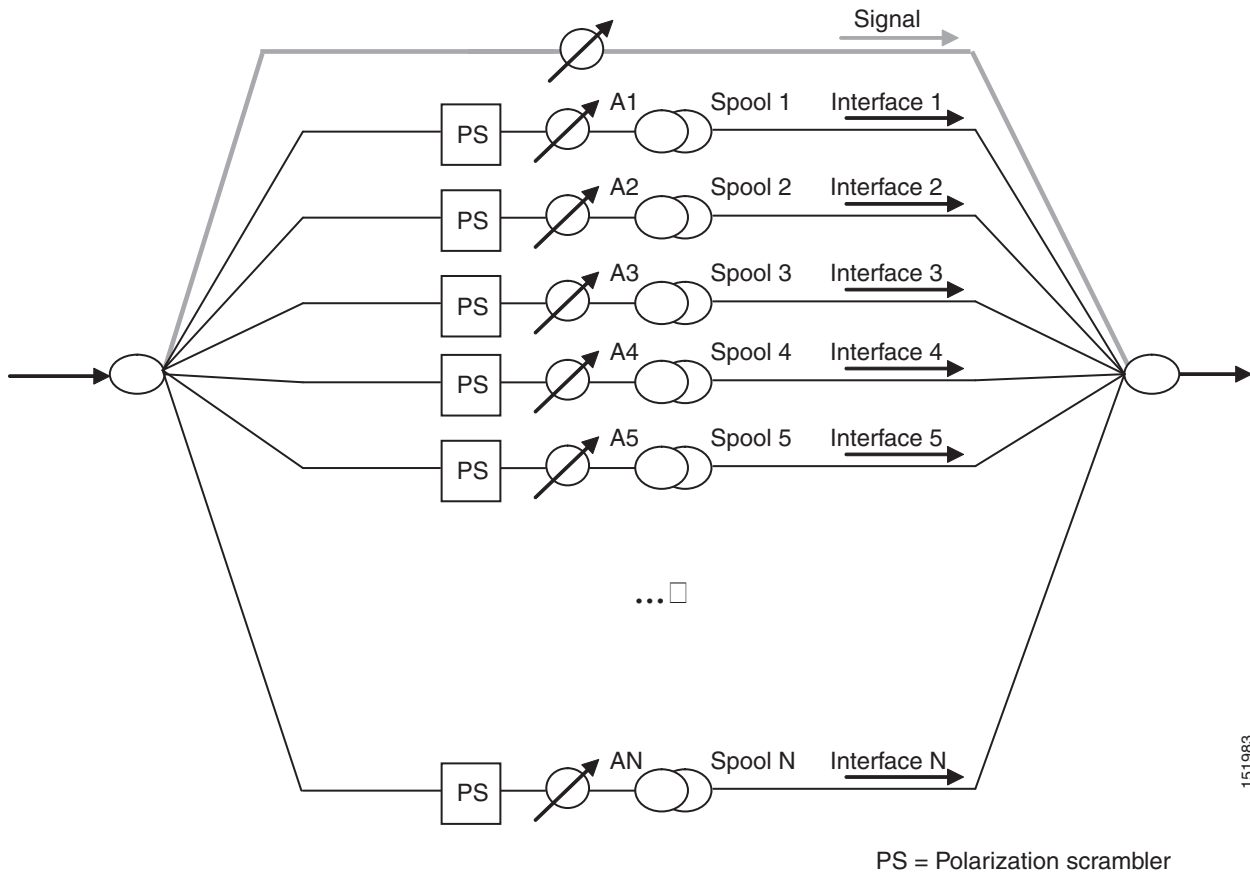 Signal
PS A1 Spool 1 Interface 1
PS A2 Spool 2 Interface 2
PS A3 Spool 3 Interface 3
PS A4 Spool 4 Interface 4
PS A5 Spool 5 Interface 5
...
PS AN Spool N Interface N
151983
PS = Polarization scrambler